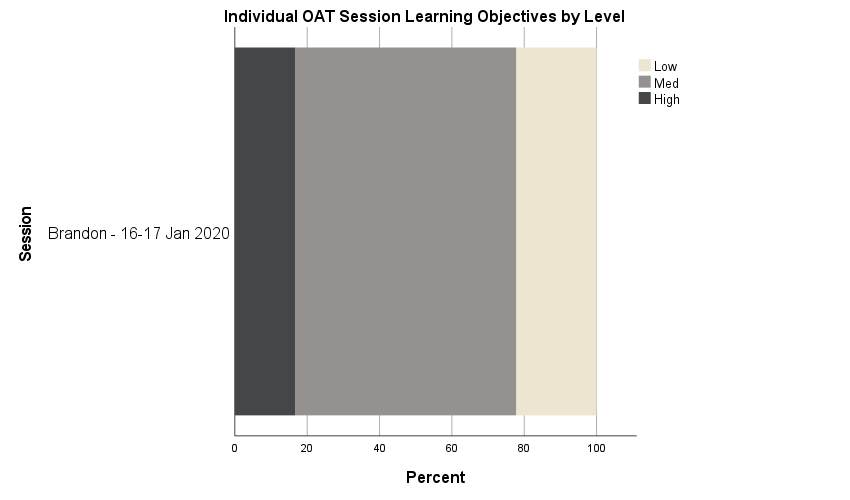 Individual OAT Session Learning Objectives by Level
Low
Med
High
Session
Brandon - 16-17 Jan 2020
0 20 40 60 80 100
Percent